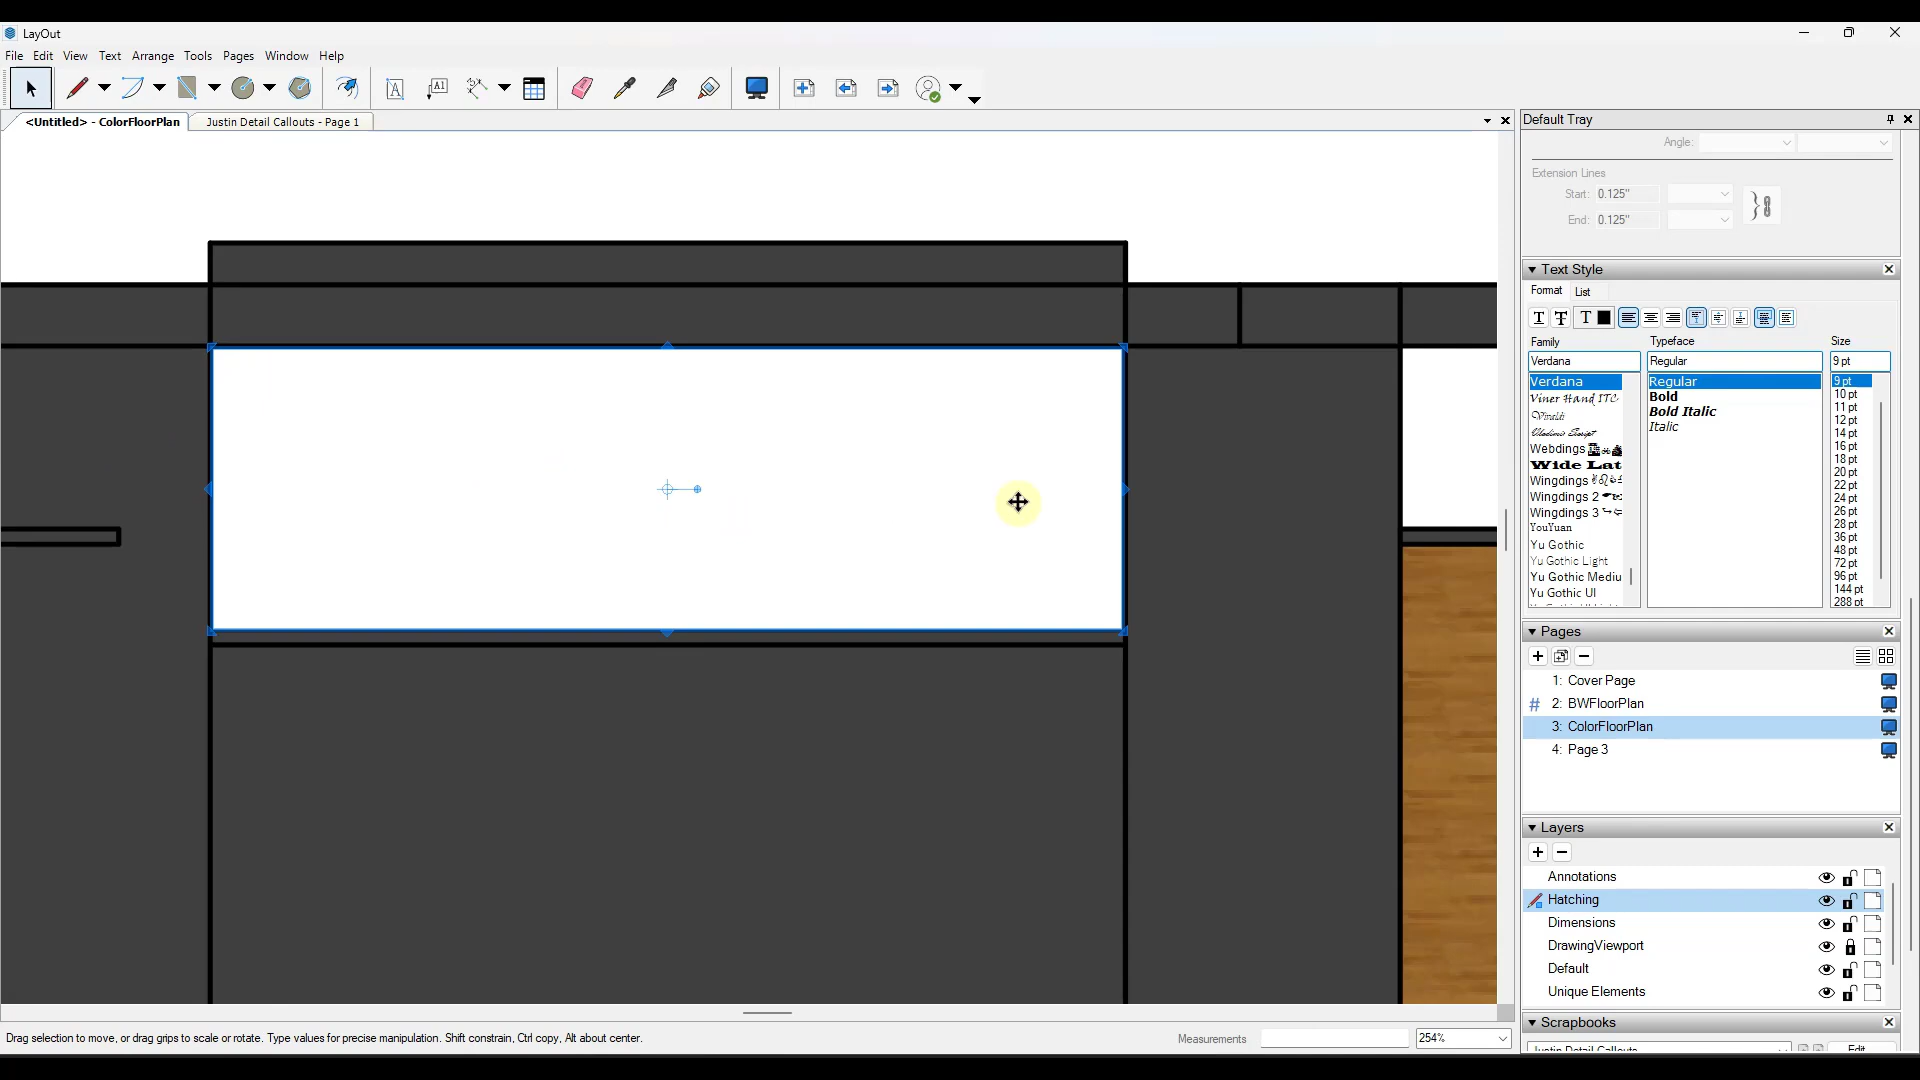 LayOut
File Edit View Text Arrange Tools Pages Window Help
<Untitled> - ColorFloorPlan
Justin Detail Callouts - Page 1
Default Tray
Angle:
Extension Lines
Start: 0.125"
End: 0.125"
Text Style
Format List
Family Typeface Size
Verdana Regular 9 pt
Verdana
Viner Hand ITC
Vivaldi
Vladimir Script
Webdings
Wide Lat
Wingdings
Wingdings 2
Wingdings 3
YouYuan
Yu Gothic
Yu Gothic Light
Yu Gothic Mediu
Yu Gothic UI
Regular
Bold
Bold Italic
Italic
9 pt
10 pt
11 pt
12 pt
14 pt
16 pt
18 pt
20 pt
22 pt
24 pt
26 pt
28 pt
36 pt
48 pt
72 pt
96 pt
144 pt
288 pt
Pages
1: Cover Page
# 2: BWFloorPlan
3: ColorFloorPlan
4: Page 3
Layers
Annotations
Hatching
Dimensions
DrawingViewport
Default
Unique Elements
Scrapbooks
Justin Detail Callouts
Edit
Drag selection to move, or drag grips to scale or rotate. Type values for precise manipulation. Shift constrain, Ctrl copy, Alt about center.
Measurements
254%